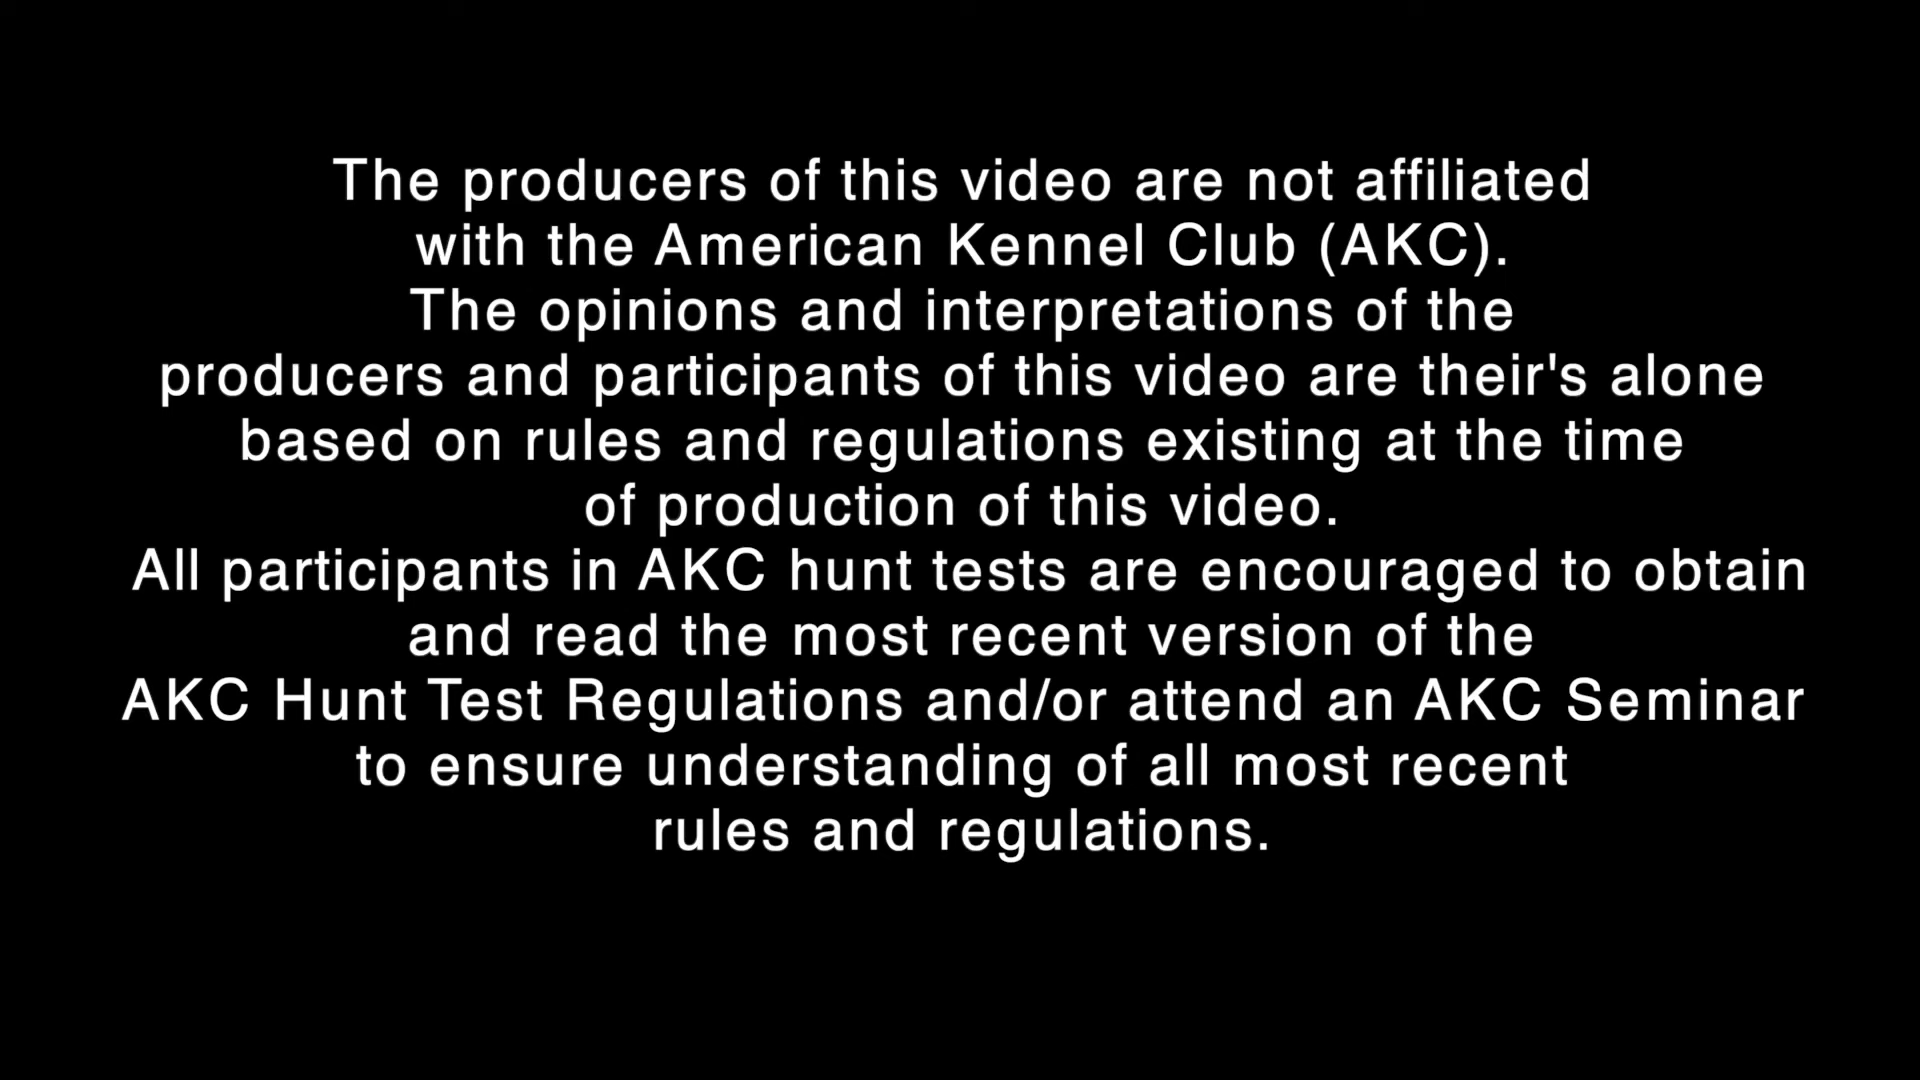 The producers of this video are not affiliated
with the American Kennel Club (AKC).
The opinions and interpretations of the
producers and participants of this video are their's alone
based on rules and regulations existing at the time
of production of this video.
All participants in AKC hunt tests are encouraged to obtain
and read the most recent version of the
AKC Hunt Test Regulations and/or attend an AKC Seminar
to ensure understanding of all most recent
rules and regulations.